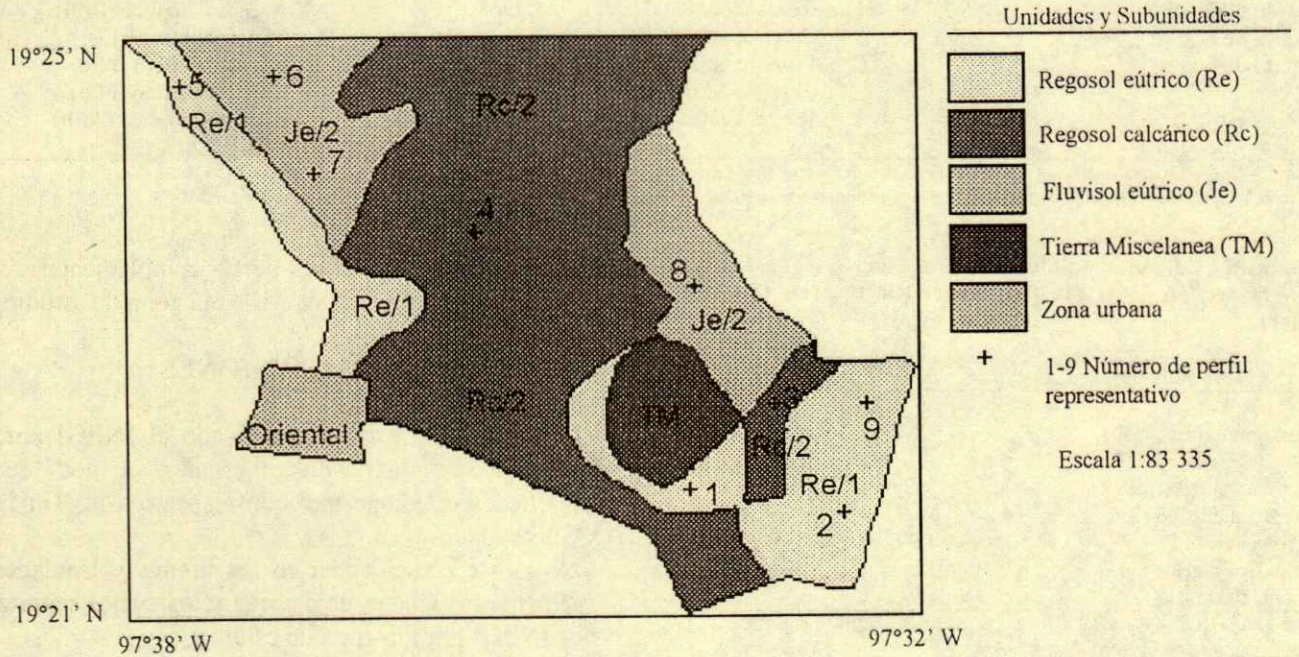 Unidades y Subunidades
19°25' N
Regosol eútrico (Re)
Regosol calcárico (Rc)
Fluvisol eútrico (Je)
Tierra Miscelanea (TM)
Zona urbana
1-9 Número de perfil
representativo
Escala 1:83 335
5
6
Re/1
Je/2
7
Rc/2
4
8
Re/1
Je/2
Rc/2
TM
3
9
Oriental
Rc/2
1
Re/1
2
19°21' N
97°38' W
97°32' W